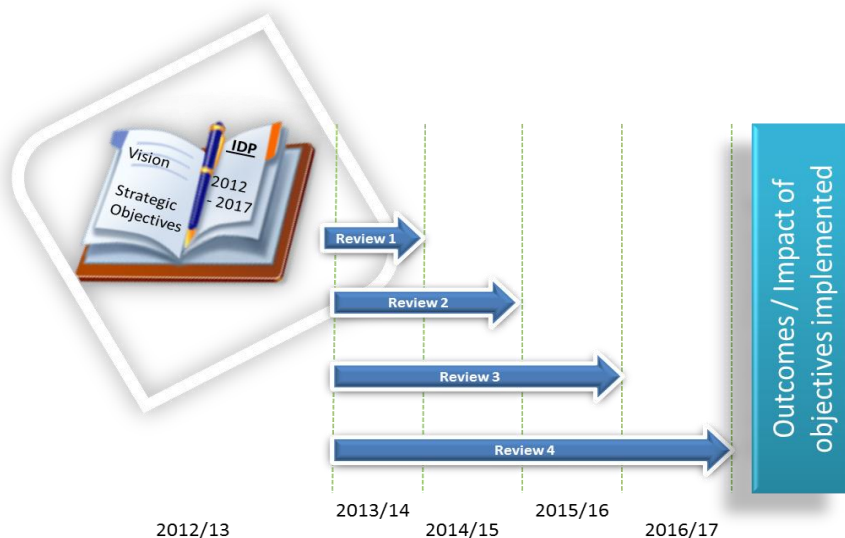 Vision
Strategic
Objectives
IDP
2012
- 2017
Review 1
Review 2
Review 3
Review 4
Outcomes / Impact of
objectives implemented
2012/13
2013/14
2014/15
2015/16
2016/17